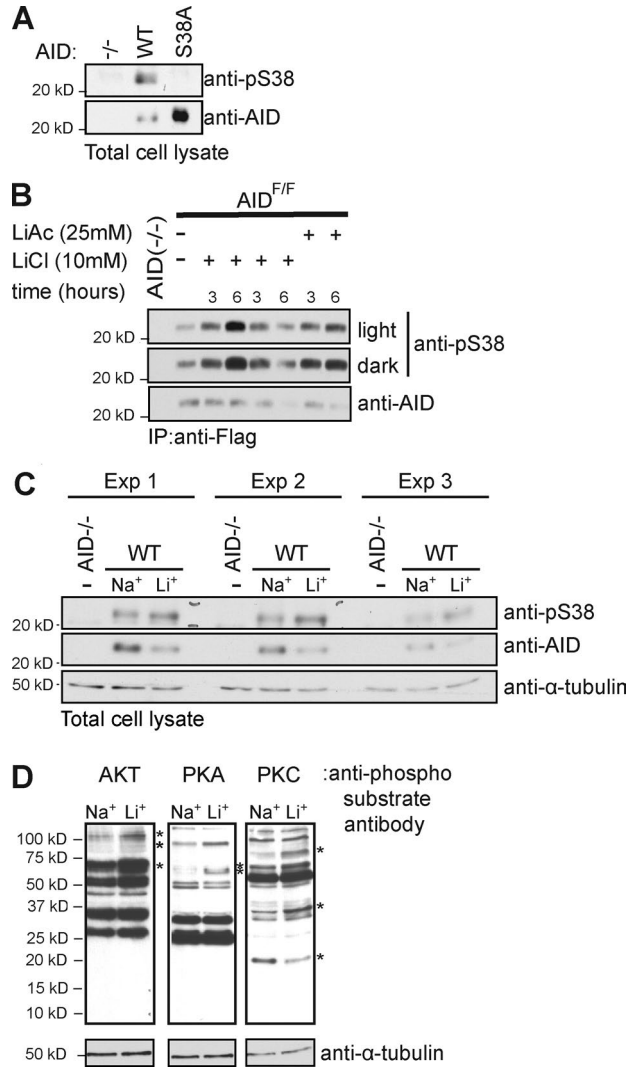 A
AID: -/- WT S38A
anti-pS38
20 kD
anti-AID
20 kD
Total cell lysate
B
AID(-/-)
AID F/F
LiAc (25mM) - + +
LiCl (10mM) - + + + +
time (hours) 3 6 3 6 3 6
light
20 kD
anti-pS38
dark
20 kD
anti-AID
20 kD
IP:anti-Flag
C
Exp 1 Exp 2 Exp 3
AID-/- WT AID-/- WT AID-/- WT
- Na+ Li+ - Na+ Li+ - Na+ Li+
anti-pS38
20 kD
anti-AID
20 kD
50 kD anti-α-tubulin
Total cell lysate
D
AKT PKA PKC :anti-phospho
substrate
antibody
Na+ Li+ Na+ Li+ Na+ Li+
100 kD *
*
75 kD *
* *
*
50 kD
37 kD *
25 kD
20 kD *
15 kD
10 kD
50 kD anti-α-tubulin